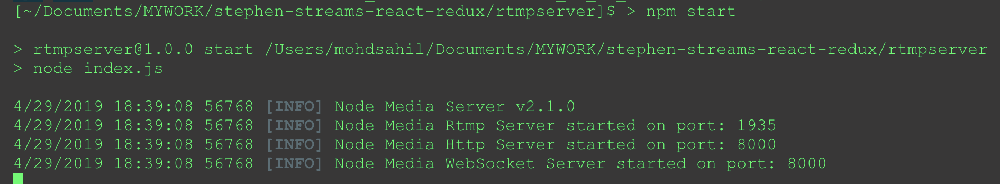 [~/Documents/MYWORK/stephen-streams-react-redux/rtmpserver]$ > npm start
> rtmpserver@1.0.0 start /Users/mohdsahil/Documents/MYWORK/stephen-streams-react-redux/rtmpserver
> node index.js
4/29/2019 18:39:08 56768 [INFO] Node Media Server v2.1.0
4/29/2019 18:39:08 56768 [INFO] Node Media Rtmp Server started on port: 1935
4/29/2019 18:39:08 56768 [INFO] Node Media Http Server started on port: 8000
4/29/2019 18:39:08 56768 [INFO] Node Media WebSocket Server started on port: 8000